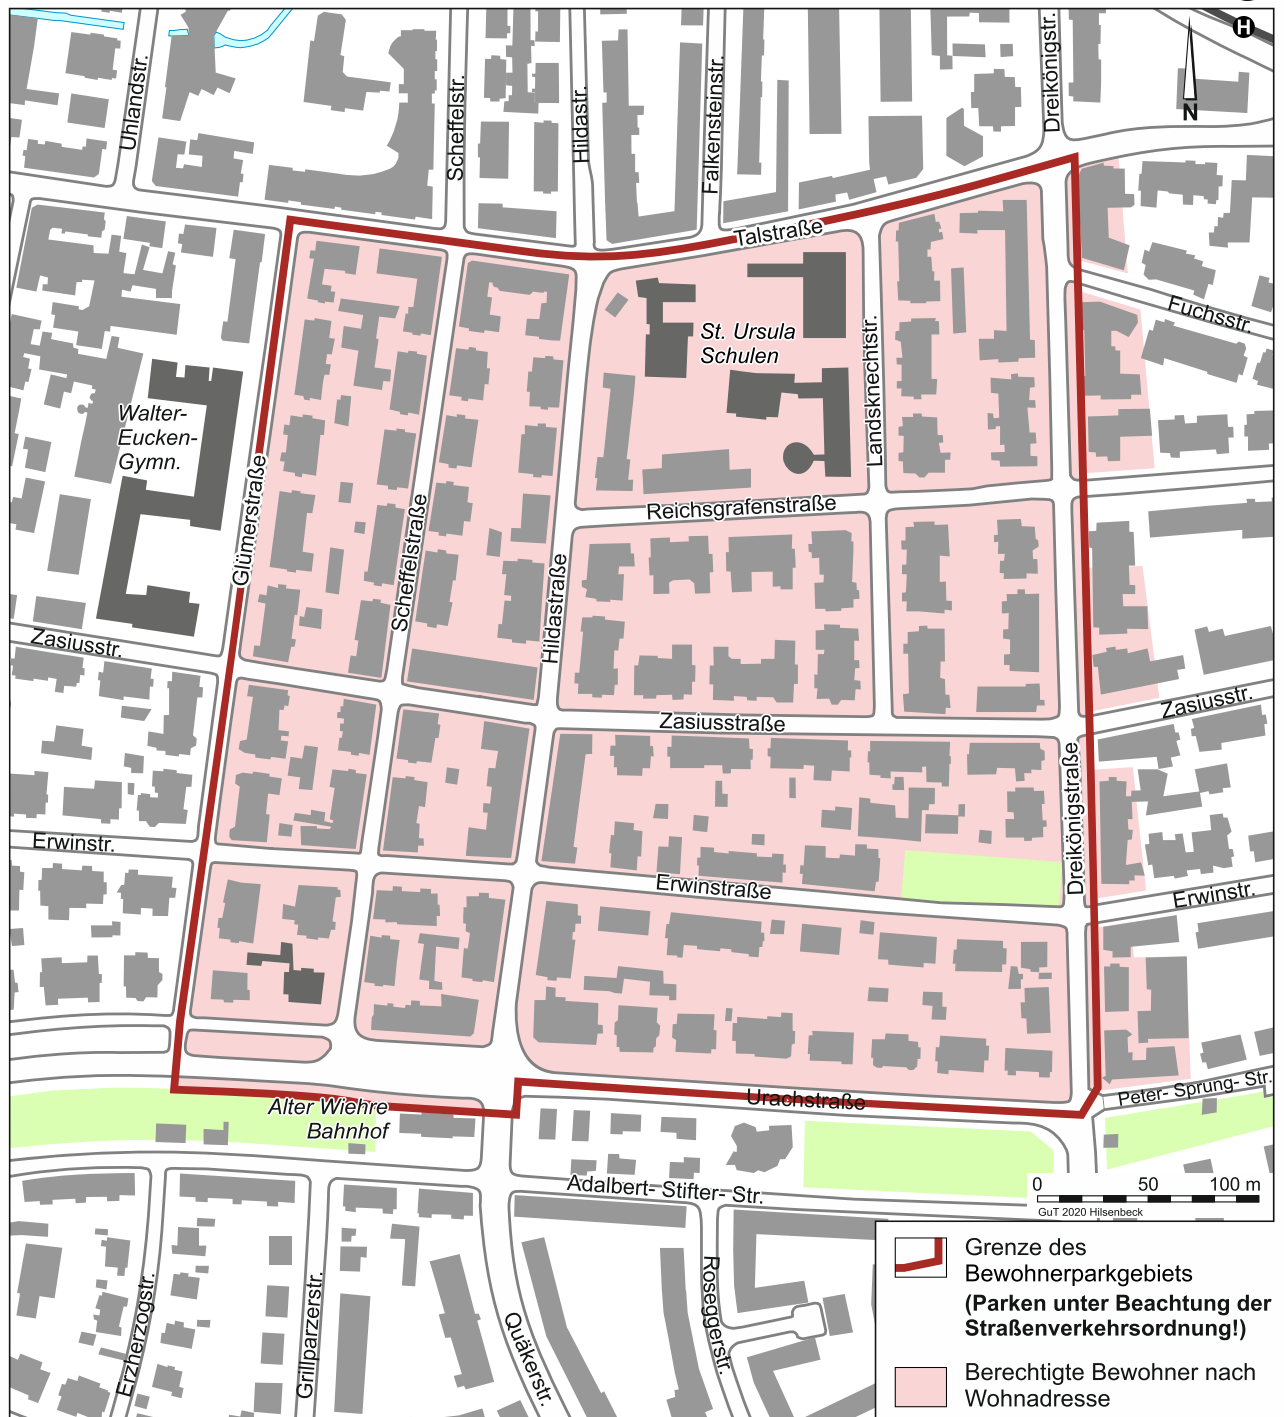 H
N
Uhlandstr.
Scheffelstr.
Hildastr.
Falkensteinstr.
Dreikönigstr.
Talstraße
Fuchsstr.
St. Ursula
Schulen
Landsknechtstr.
Walter-
Eucken-
Gymn.
Glümerstraße
Scheffelstraße
Hildastraße
Reichsgrafenstraße
Zasiusstr.
Zasiusstraße
Zasiusstr.
Dreikönigstraße
Erwinstr.
Erwinstraße
Erwinstr.
Urachstraße
Peter- Sprung- Str.
Alter Wiehre
Bahnhof
Adalbert- Stifter- Str.
Erzherzogstr.
Grillparzerstr.
Quäkerstr.
Roseggerstr.
0 50 100 m
GuT 2020 Hilsenbeck
Grenze des
Bewohnerparkgebiets
(Parken unter Beachtung der
Straßenverkehrsordnung!)
Berechtigte Bewohner nach
Wohnadresse